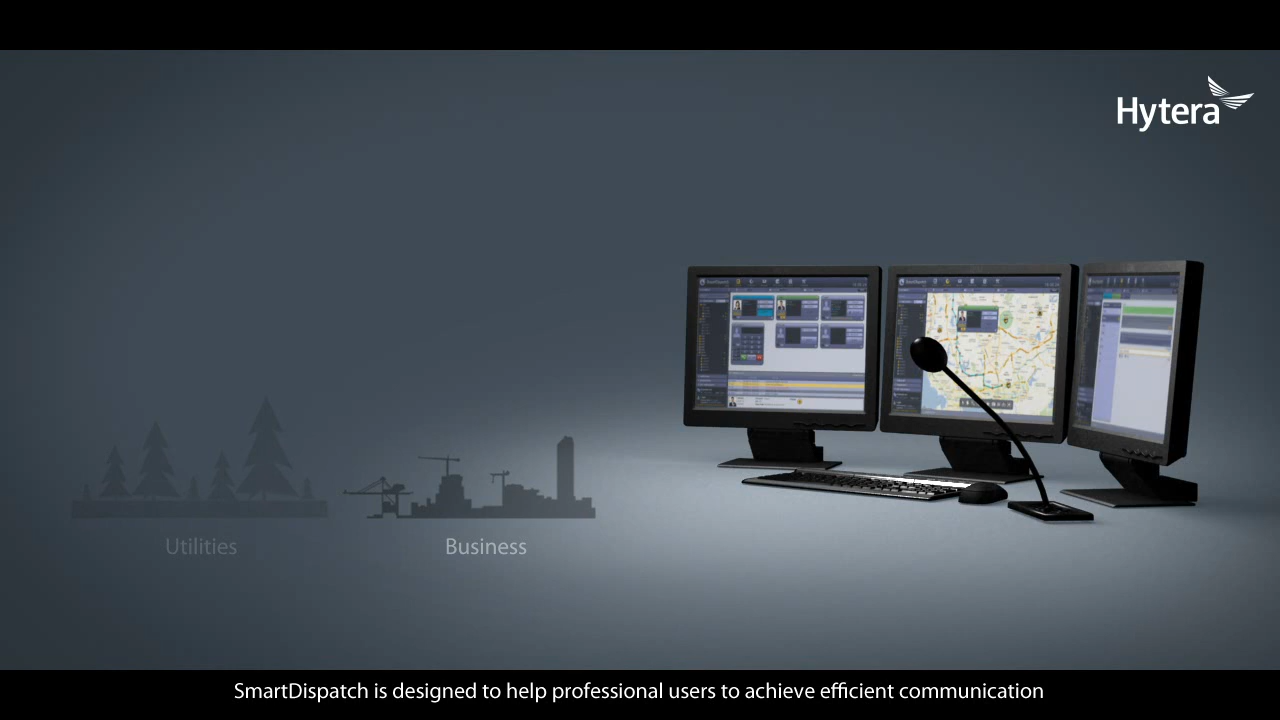 Hytera
Utilities
Business
SmartDispatch is designed to help professional users to achieve efficient communication